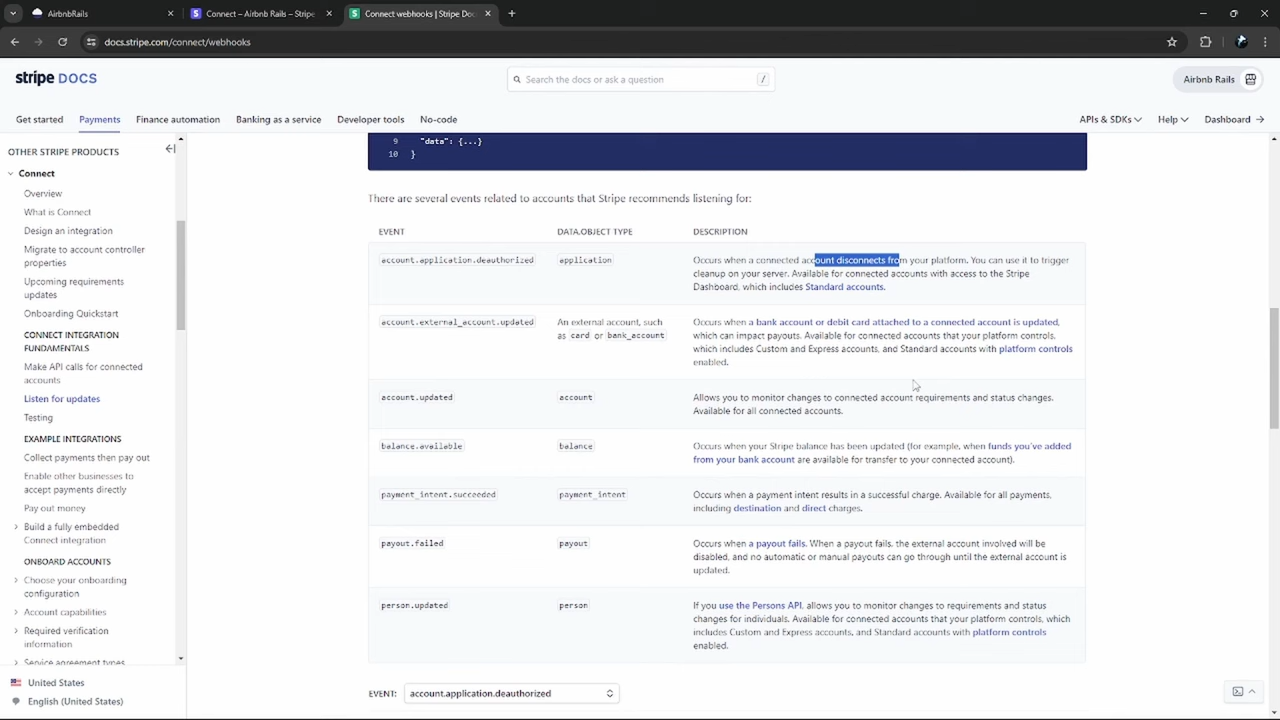 AirbnbRails
Connect – Airbnb Rails – Stripe
Connect webhooks | Stripe Doc
docs.stripe.com/connect/webhooks
stripe DOCS
Search the docs or ask a question
/
Airbnb Rails
Get started
Payments
Finance automation
Banking as a service
Developer tools
No-code
APIs & SDKs
Help
Dashboard →
OTHER STRIPE PRODUCTS
Connect
Overview
What is Connect
Design an integration
Migrate to account controller
properties
Upcoming requirements
updates
Onboarding Quickstart
CONNECT INTEGRATION
FUNDAMENTALS
Make API calls for connected
accounts
Listen for updates
Testing
EXAMPLE INTEGRATIONS
Collect payments then pay out
Enable other businesses to
accept payments directly
Pay out money
Build a fully embedded
Connect integration
ONBOARD ACCOUNTS
Choose your onboarding
configuration
Account capabilities
Required verification
information
Service agreement types
United States
English (United States)
9 "data": {...}
10 }
There are several events related to accounts that Stripe recommends listening for:
EVENT DATA.OBJECT TYPE DESCRIPTION
account.application.deauthorized application Occurs when a connected account disconnects from your platform. You can use it to trigger
cleanup on your server. Available for connected accounts with access to the Stripe
Dashboard, which includes Standard accounts.
account.external_account.updated An external account, such Occurs when a bank account or debit card attached to a connected account is updated,
as card or bank_account which can impact payouts. Available for connected accounts that your platform controls,
which includes Custom and Express accounts, and Standard accounts with platform controls
enabled.
account.updated account Allows you to monitor changes to connected account requirements and status changes.
Available for all connected accounts.
balance.available balance Occurs when your Stripe balance has been updated (for example, when funds you've added
from your bank account are available for transfer to your connected account).
payment_intent.succeeded payment_intent Occurs when a payment intent results in a successful charge. Available for all payments,
including destination and direct charges.
payout.failed payout Occurs when a payout fails. When a payout fails, the external account involved will be
disabled, and no automatic or manual payouts can go through until the external account is
updated.
person.updated person If you use the Persons API, allows you to monitor changes to requirements and status
changes for individuals. Available for connected accounts that your platform controls, which
includes Custom and Express accounts, and Standard accounts with platform controls
enabled.
EVENT: account.application.deauthorized